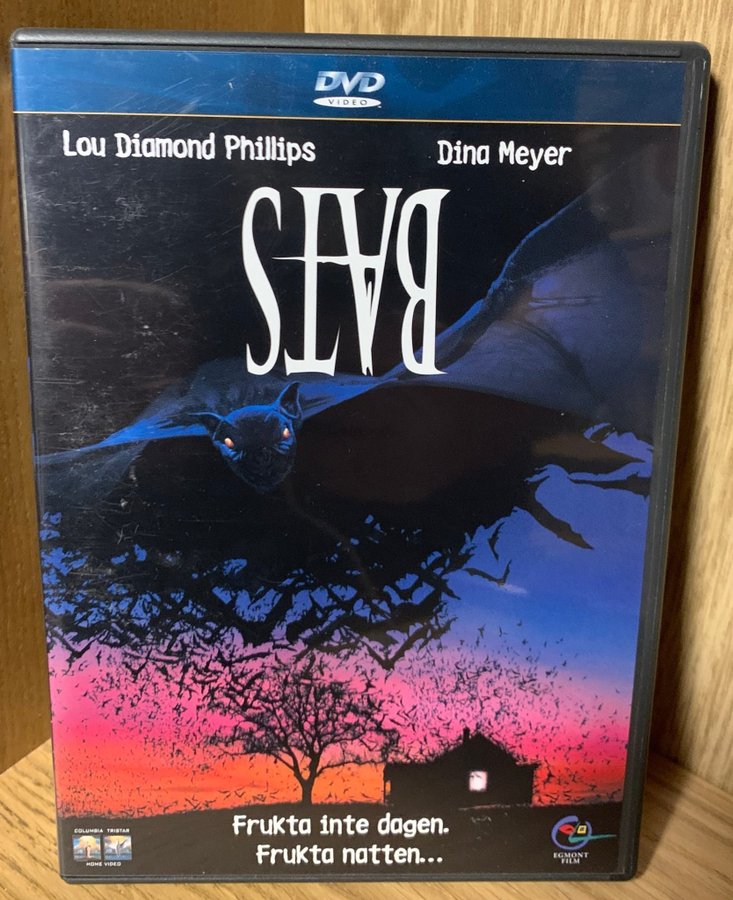 DVD
VIDEO
Lou Diamond Phillips Dina Meyer
BATS
Frukta inte dagen.
Frukta natten...
COLUMBIA TRISTAR
HOME VIDEO
EGMONT
FILM